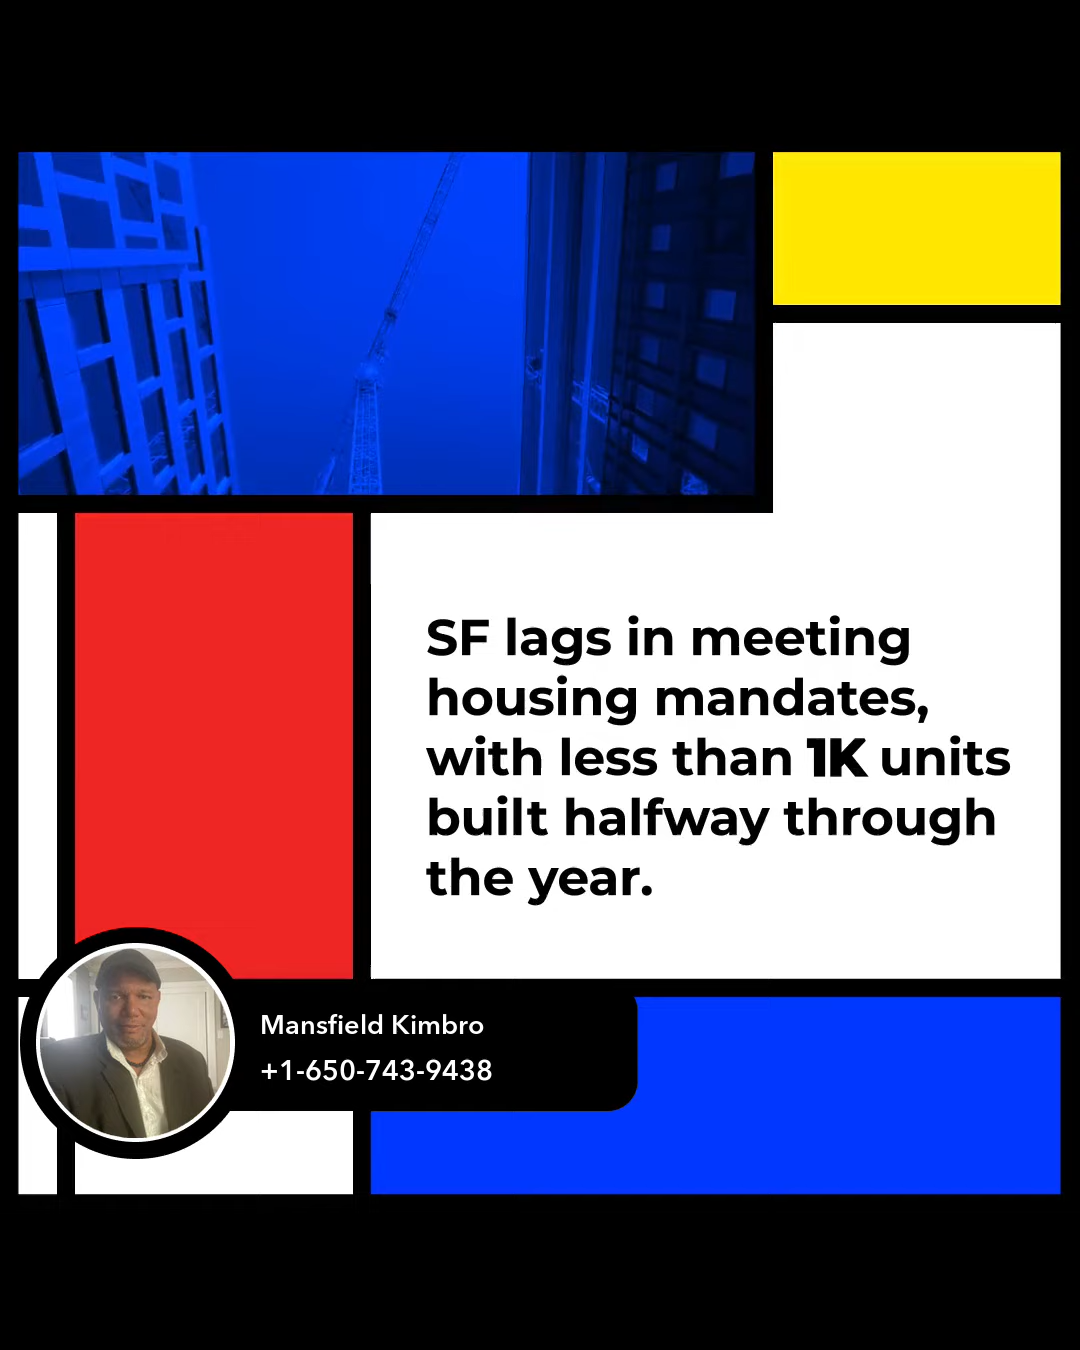 SF lags in meeting
housing mandates,
with less than 1K units
built halfway through
the year.
Mansfield Kimbro
+1-650-743-9438